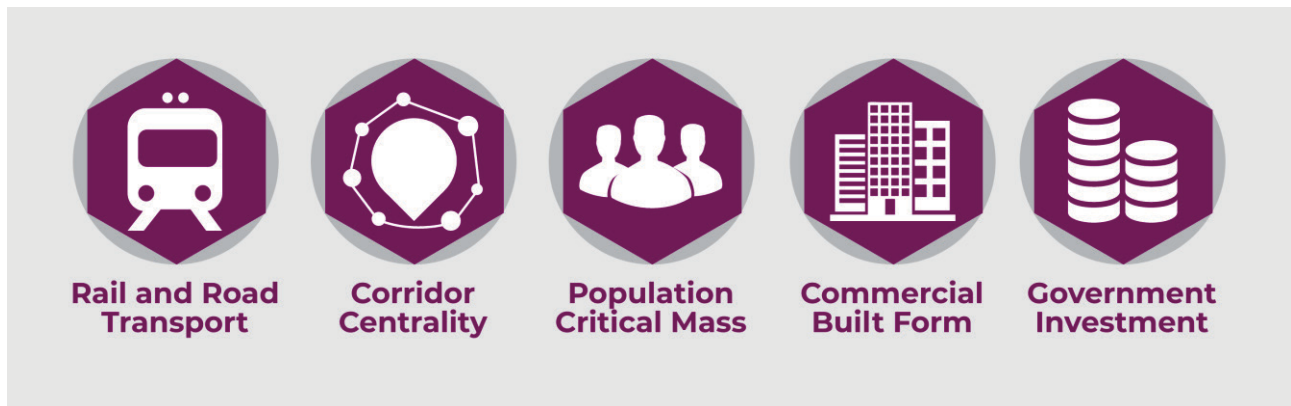 Rail and Road
Transport
Corridor
Centrality
Population
Critical Mass
Commercial
Built Form
Government
Investment